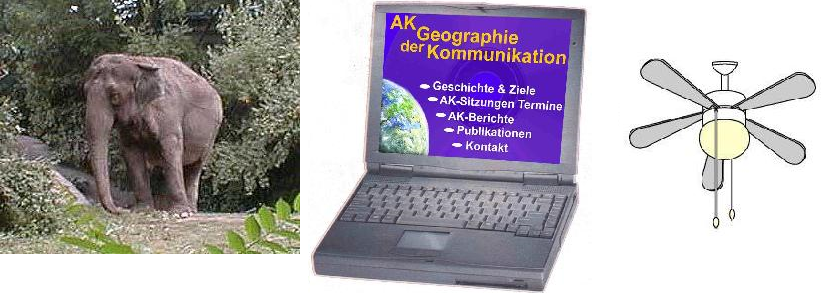 AK Geographie
der Kommunikation
Geschichte & Ziele
AK-Sitzungen Termine
AK-Berichte
Publikationen
Kontakt